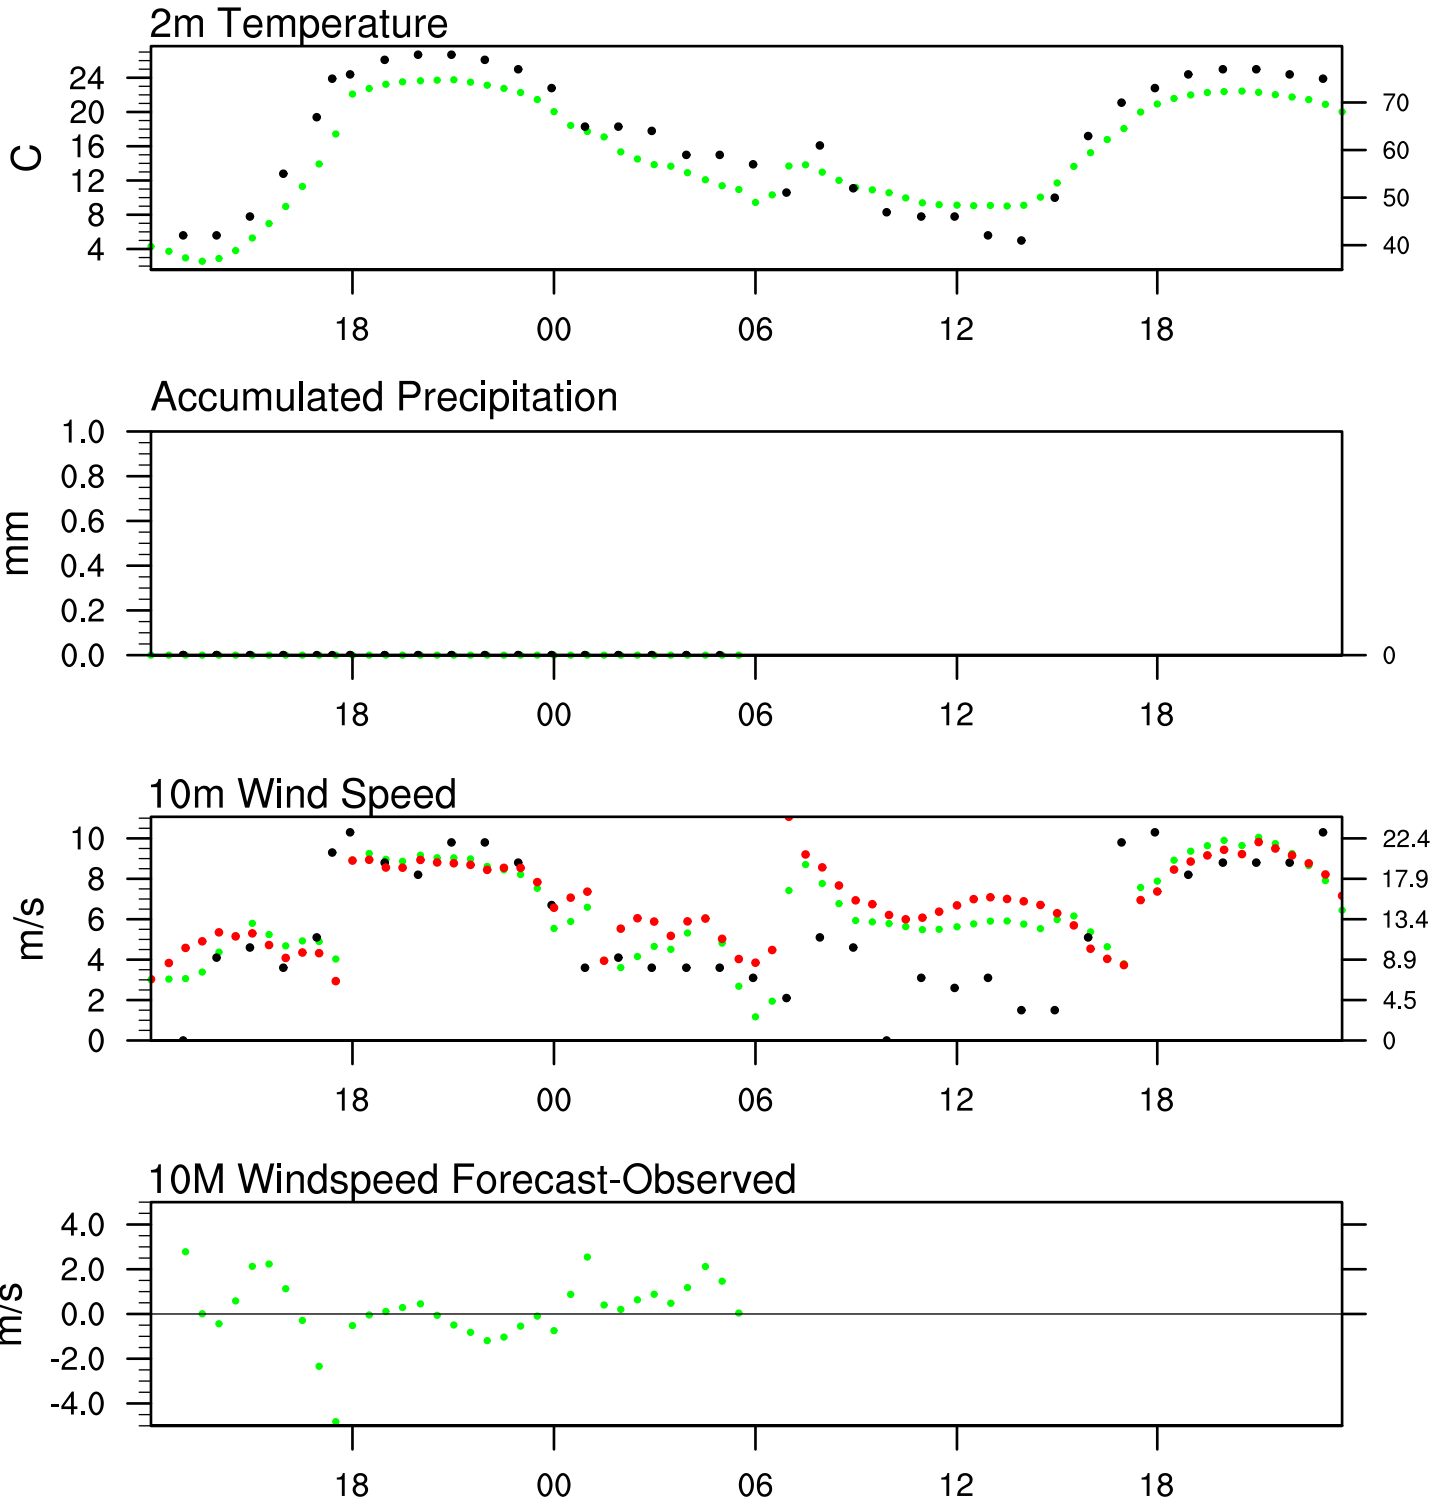 2m Temperature
24
20
16
12
8
4
C
70
60
50
40
18 00 06 12 18
Accumulated Precipitation
1.0
0.8
0.6
0.4
0.2
0.0
mm
0
18 00 06 12 18
10m Wind Speed
10
8
6
4
2
0
m/s
22.4
17.9
13.4
8.9
4.5
0
18 00 06 12 18
10M Windspeed Forecast-Observed
4.0
2.0
0.0
-2.0
-4.0
m/s
18 00 06 12 18